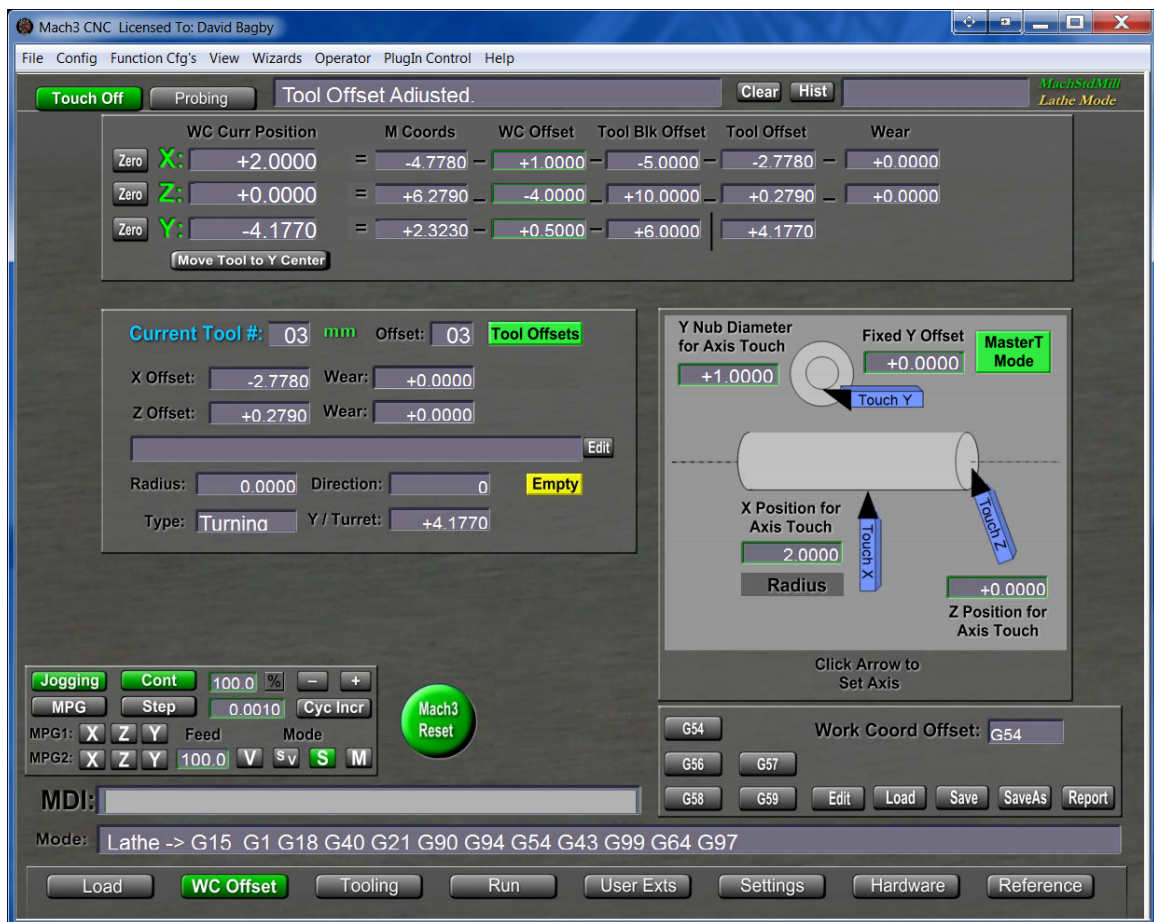 Mach3 CNC Licensed To: David Bagby
File Config Function Cfg's View Wizards Operator PlugIn Control Help
Touch Off Probing Tool Offset Adjusted. Clear Hist MachStdMill
Lathe Mode
WC Curr Position M Coords WC Offset Tool Blk Offset Tool Offset Wear
Zero X: +2.0000 = -4.7780 - +1.0000 - -5.0000 - -2.7780 - +0.0000
Zero Z: +0.0000 = +6.2790 - -4.0000 - +10.0000 - +0.2790 - +0.0000
Zero Y: -4.1770 = +2.3230 - +0.5000 - +6.0000 | +4.1770
Move Tool to Y Center
Current Tool #: 03 mm Offset: 03 Tool Offsets
X Offset: -2.7780 Wear: +0.0000
Z Offset: +0.2790 Wear: +0.0000
Edit
Radius: 0.0000 Direction: 0 Empty
Type: Turning Y / Turret: +4.1770
Y Nub Diameter
for Axis Touch
+1.0000
Fixed Y Offset
+0.0000
MasterT
Mode
Touch Y
X Position for
Axis Touch
2.0000
Radius
Touch X
Touch Z
+0.0000
Z Position for
Axis Touch
Click Arrow to
Set Axis
Jogging Cont 100.0 % - +
MPG Step 0.0010 Cyc Incr
MPG1: X Z Y Feed Mode
MPG2: X Z Y 100.0 V Sv S M
Mach3
Reset
G54 Work Coord Offset: G54
G56 G57
G58 G59 Edit Load Save SaveAs Report
MDI:
Mode: Lathe -> G15 G1 G18 G40 G21 G90 G94 G54 G43 G99 G64 G97
Load WC Offset Tooling Run User Exts Settings Hardware Reference